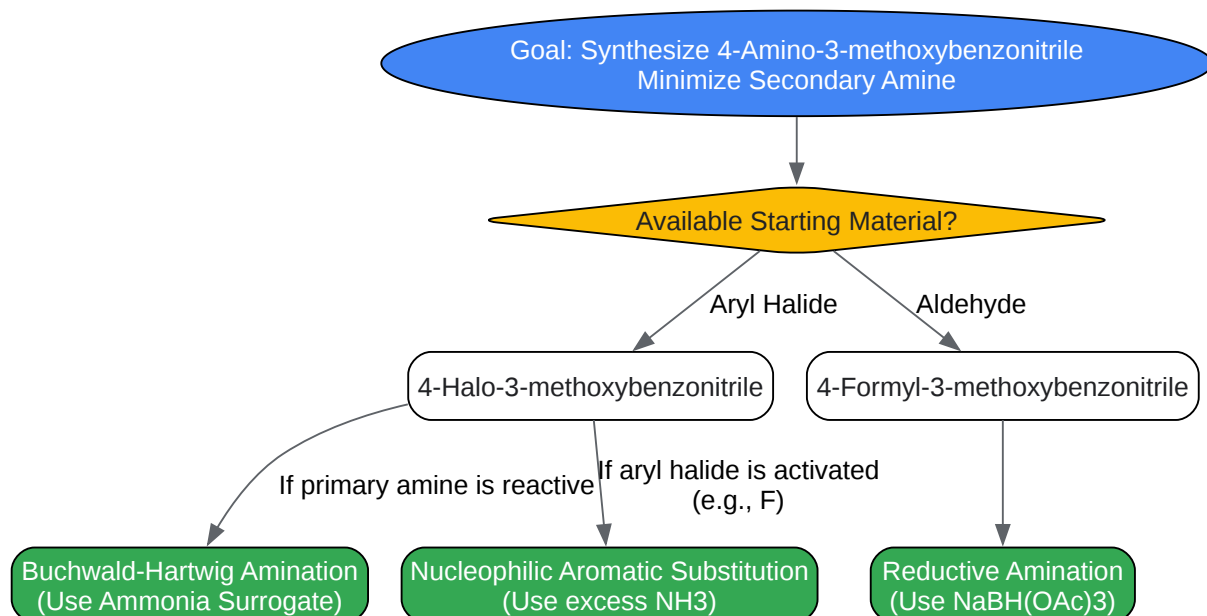 Goal: Synthesize 4-Amino-3-methoxybenzonitrile
Minimize Secondary Amine
Available Starting Material?
Aryl Halide
Aldehyde
4-Halo-3-methoxybenzonitrile
4-Formyl-3-methoxybenzonitrile
If primary amine is reactive
If aryl halide is activated
(e.g., F)
Buchwald-Hartwig Amination
(Use Ammonia Surrogate)
Nucleophilic Aromatic Substitution
(Use excess NH3)
Reductive Amination
(Use NaBH(OAc)3)